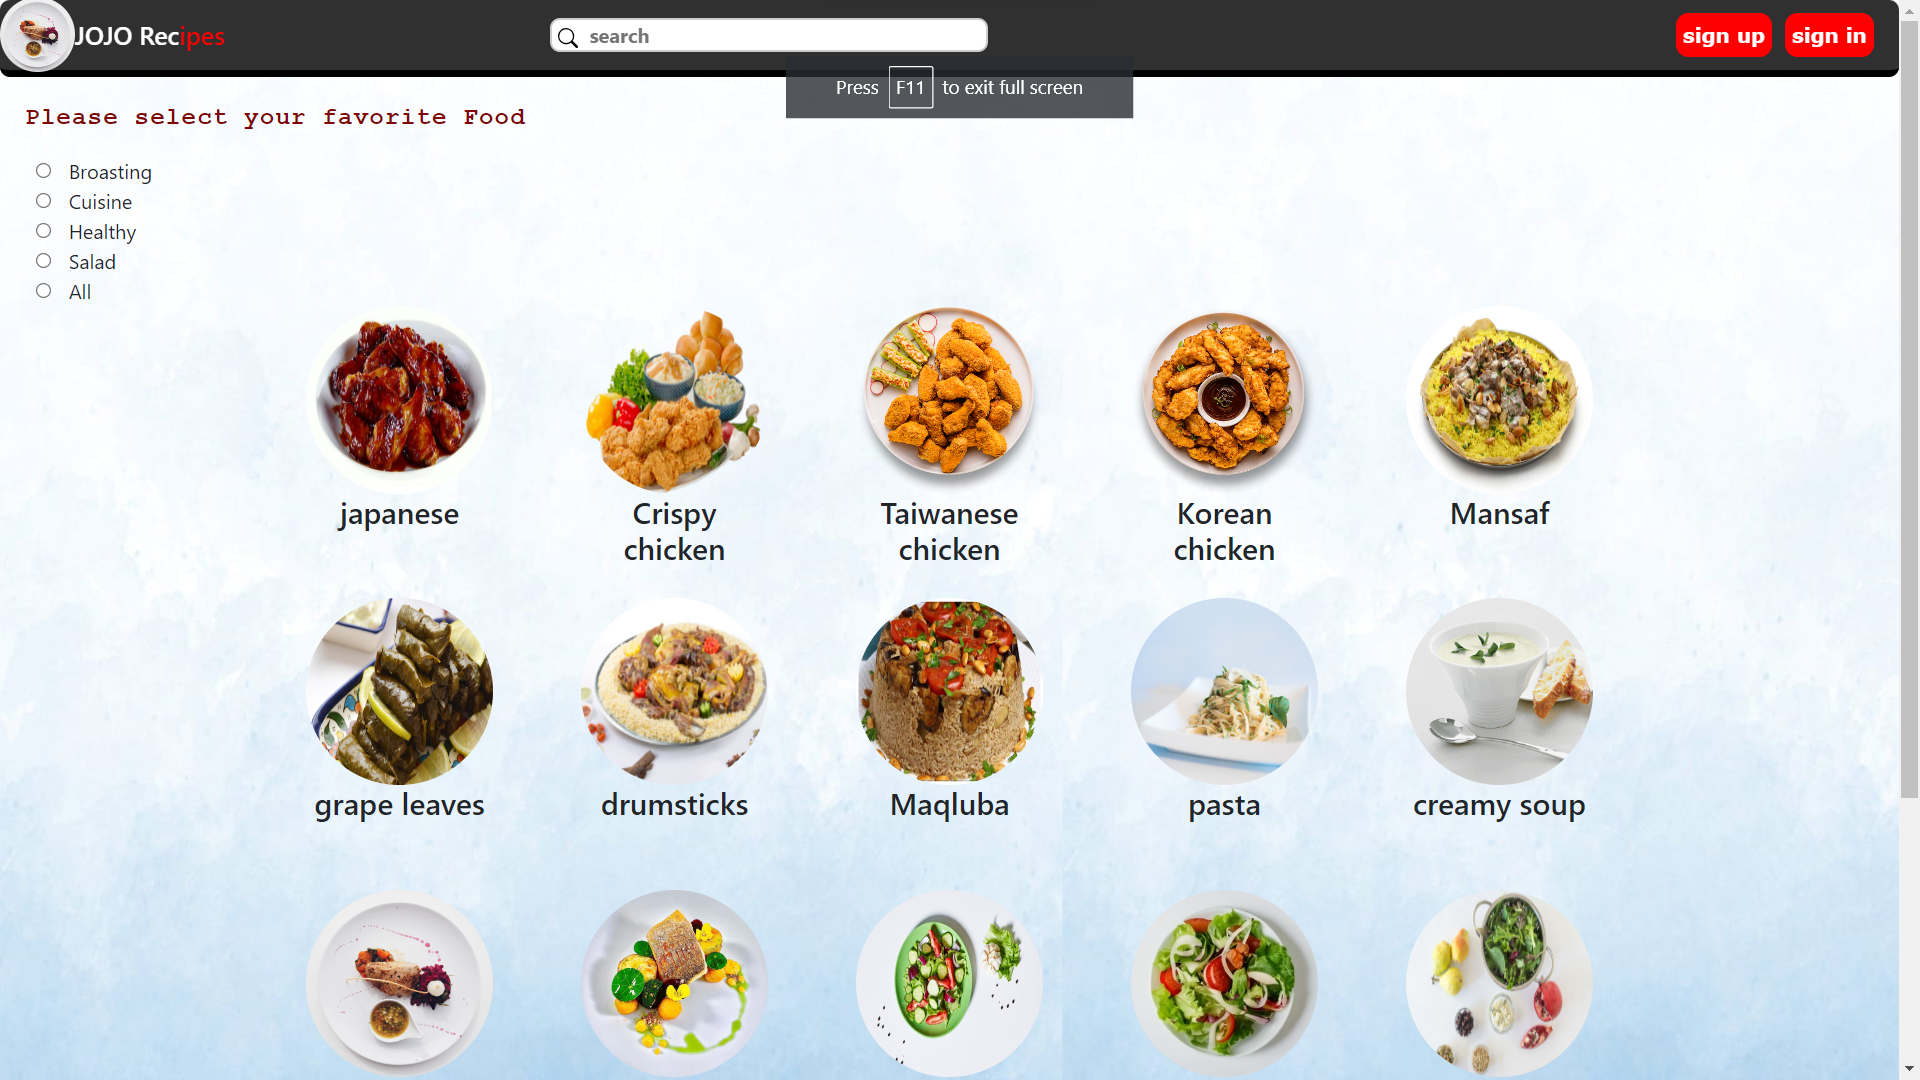 JOJO Recipes
search
sign up
sign in
Press F11 to exit full screen
Please select your favorite Food
Broasting
Cuisine
Healthy
Salad
All
japanese
Crispy
chicken
Taiwanese
chicken
Korean
chicken
Mansaf
grape leaves
drumsticks
Maqluba
pasta
creamy soup